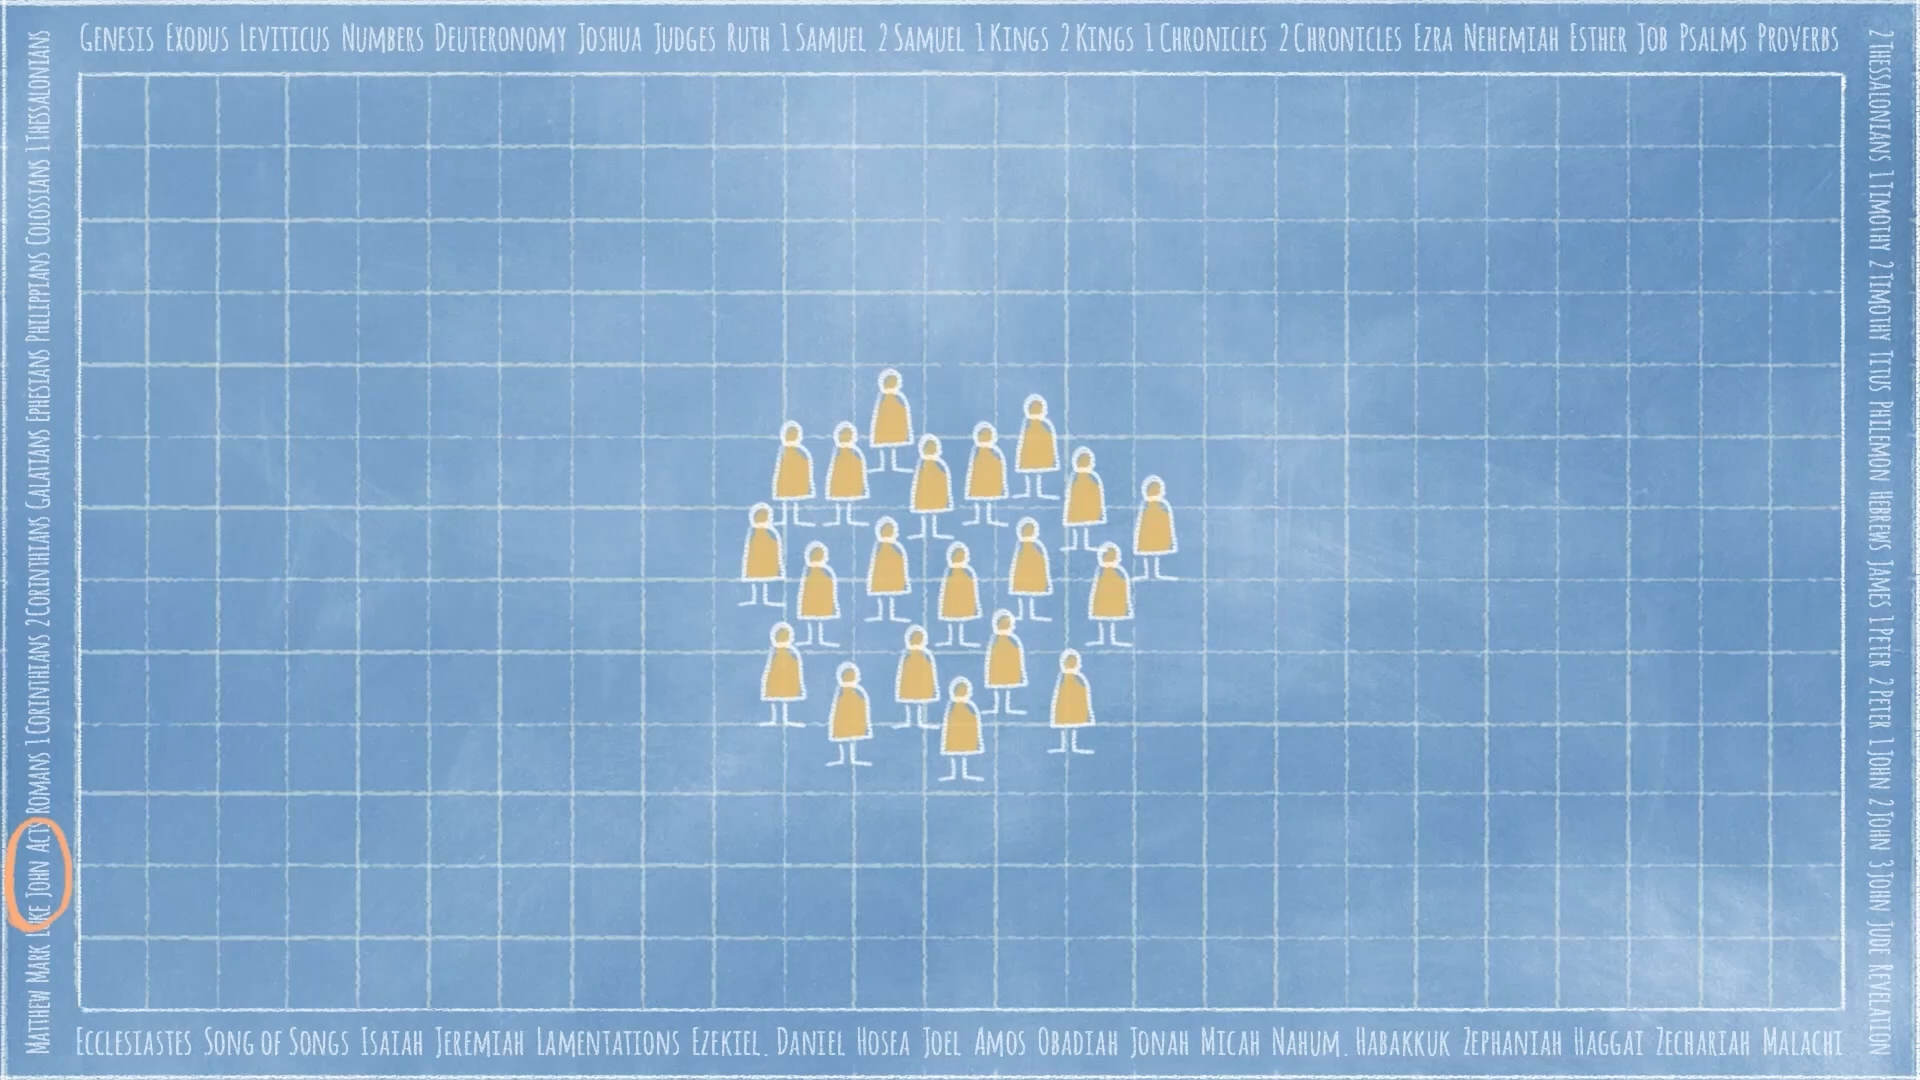 Genesis Exodus Leviticus Numbers Deuteronomy Joshua Judges Ruth 1 Samuel 2 Samuel 1 Kings 2 Kings 1 Chronicles 2 Chronicles Ezra Nehemiah Esther Job Psalms Proverbs
Ecclesiastes Song of Songs Isaiah Jeremiah Lamentations Ezekiel. Daniel Hosea Joel Amos Obadiah Jonah Micah Nahum. Habakkuk Zephaniah Haggai Zechariah Malachi
Matthew Mark Luke John Acts Romans 1 Corinthians 2 Corinthians Galatians Ephesians Philippians Colossians 1 Thessalonians
2 Thessalonians 1 Timothy 2 Timothy Titus Philemon Hebrews James 1 Peter 2 Peter 1 John 2 John 3 John Jude Revelation